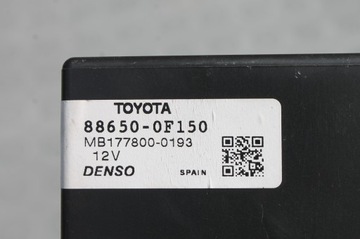 TOYOTA
88650-0F150
MB177800-0193
12V
DENSO SPAIN